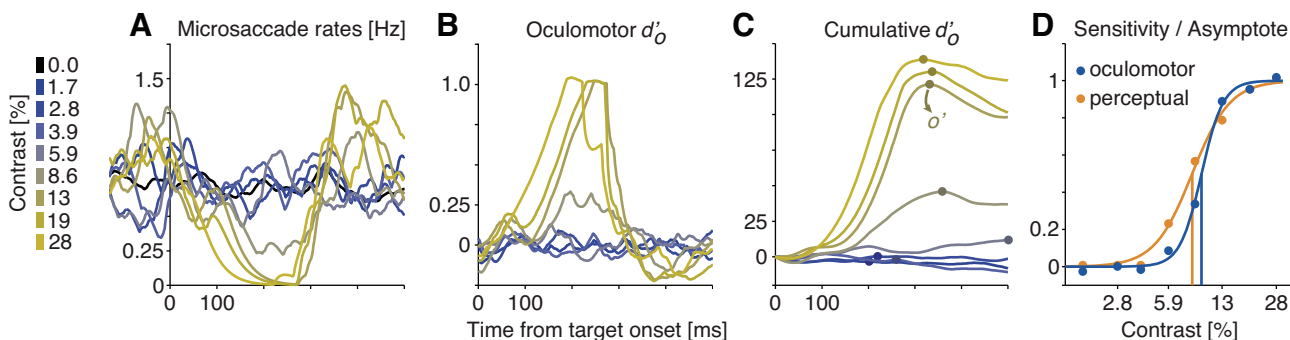 A Microsaccade rates [Hz]
B Oculomotor d'O
C Cumulative d'O
D Sensitivity / Asymptote
Contrast [%]
0.0
1.7
2.8
3.9
5.9
8.6
13
19
28
1.5
0.25
0
0 100
1.0
0.25
0
0 100
125
25
0
0 100
o'
1
0.2
0
oculomotor
perceptual
2.8 5.9 13 28
Time from target onset [ms]
Contrast [%]